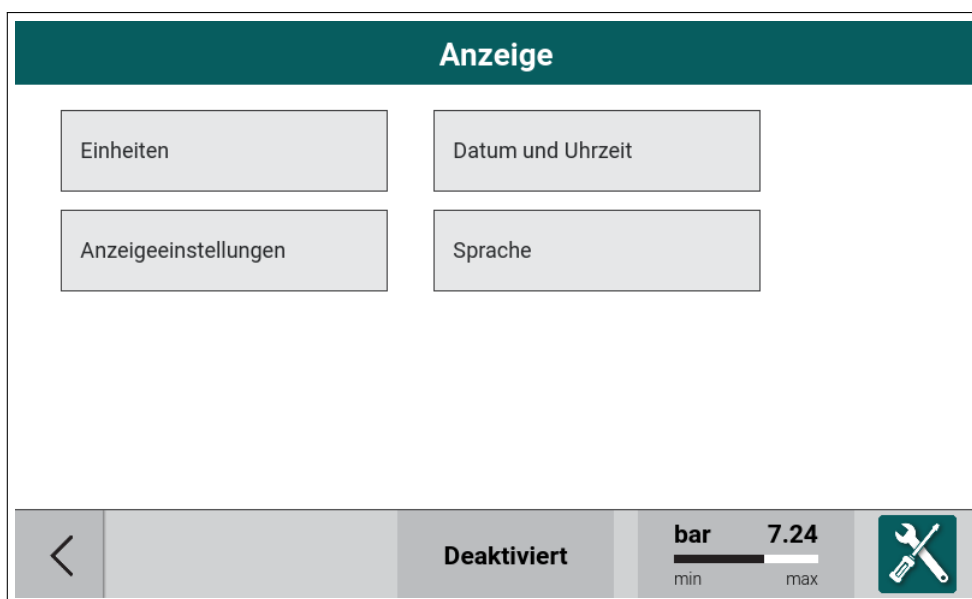 Anzeige
Einheiten
Datum und Uhrzeit
Anzeigeeinstellungen
Sprache
Deaktiviert
bar 7.24
min max